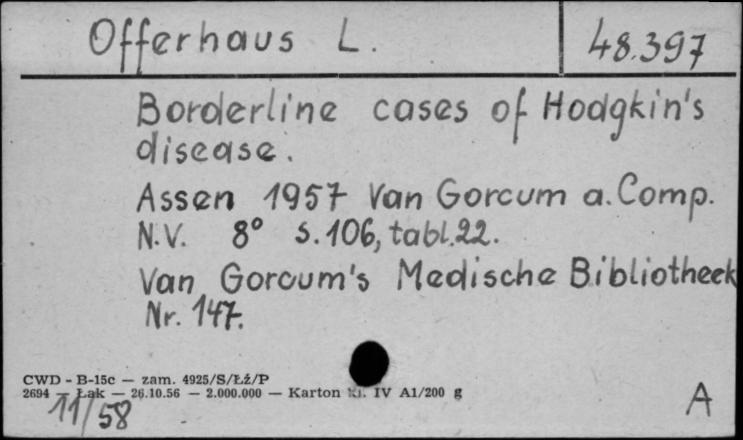 Offerhaus L.
48.397
Borderline cases of Hodgkin's
disease.
Assen 1957 Van Gorcum a. Comp.
N.V. 8° s. 106, tabl. 22.
Van Gorcum's Medische Bibliotheek
Nr. 147.
CWD - B-15c — zam. 4925/S/Łź/P
2694 — Łąk — 26.10.56 — 2.000.000 — Karton kl. IV A1/200 g
11/58
A